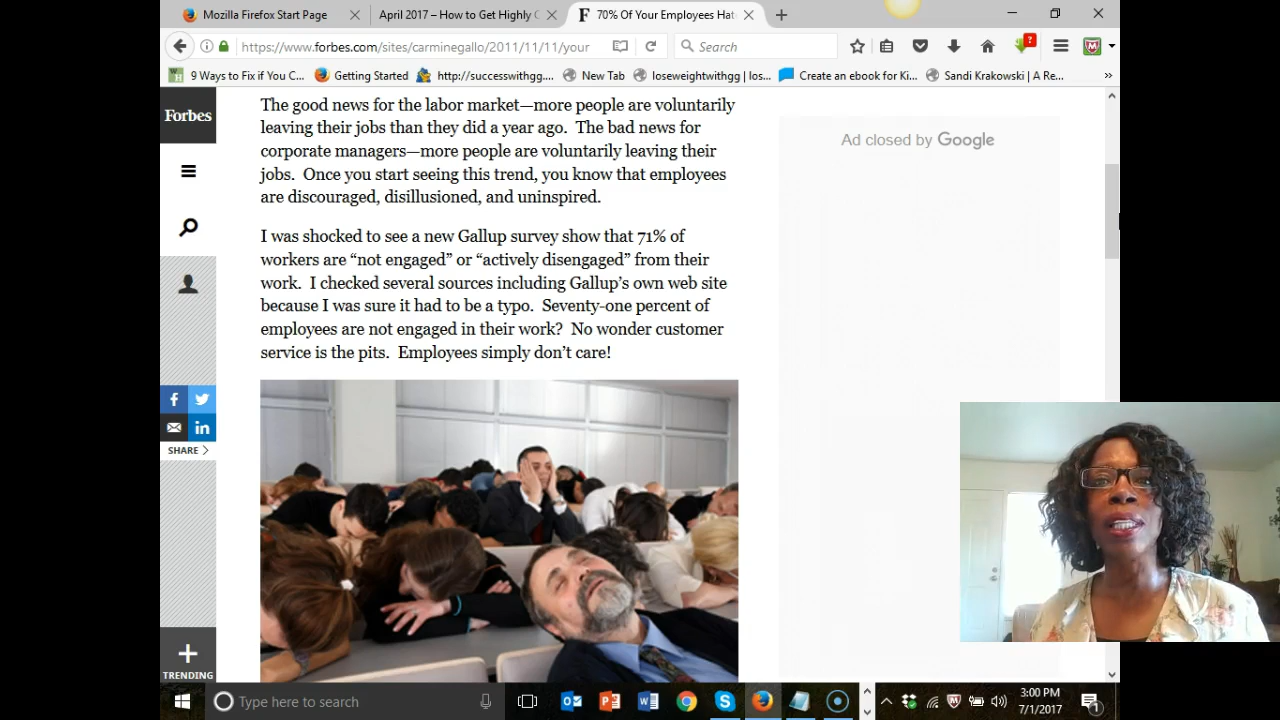 Mozilla Firefox Start Page
April 2017 – How to Get Highly C
F 70% Of Your Employees Hat
https://www.forbes.com/sites/carminegallo/2011/11/11/your
Search
?
9 Ways to Fix if You C...
Getting Started
http://successwithgg....
New Tab
loseweightwithgg | los...
Create an ebook for Ki...
Sandi Krakowski | A Re...
Forbes
The good news for the labor market—more people are voluntarily
leaving their jobs than they did a year ago. The bad news for
corporate managers—more people are voluntarily leaving their
jobs. Once you start seeing this trend, you know that employees
are discouraged, disillusioned, and uninspired.
I was shocked to see a new Gallup survey show that 71% of
workers are “not engaged” or “actively disengaged” from their
work. I checked several sources including Gallup’s own web site
because I was sure it had to be a typo. Seventy-one percent of
employees are not engaged in their work? No wonder customer
service is the pits. Employees simply don’t care!
Ad closed by Google
SHARE
TRENDING
Type here to search
3:00 PM
7/1/2017
1